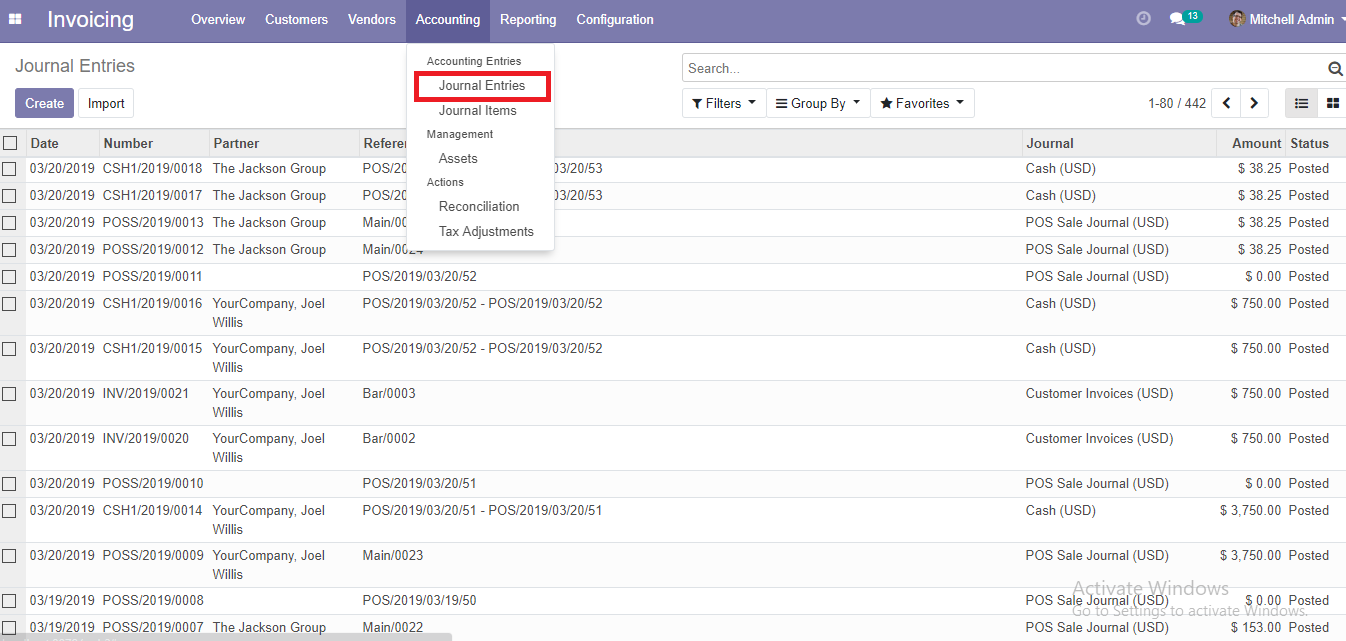 Invoicing Overview Customers Vendors Accounting Reporting Configuration 13 Mitchell Admin
Journal Entries
Search...
Create Import
Filters Group By Favorites 1-80 / 442
Accounting Entries
Journal Entries
Journal Items
Management
Assets
Actions
Reconciliation
Tax Adjustments
Date Number Partner Journal Amount Status
03/20/2019 CSH1/2019/0018 The Jackson Group POS/20 03/20/53 Cash (USD) $ 38.25 Posted
03/20/2019 CSH1/2019/0017 The Jackson Group POS/20 03/20/53 Cash (USD) $ 38.25 Posted
03/20/2019 POSS/2019/0013 The Jackson Group Main/00 POS Sale Journal (USD) $ 38.25 Posted
03/20/2019 POSS/2019/0012 The Jackson Group Main/0024 POS Sale Journal (USD) $ 38.25 Posted
03/20/2019 POSS/2019/0011 POS/2019/03/20/52 POS Sale Journal (USD) $ 0.00 Posted
03/20/2019 CSH1/2019/0016 YourCompany, Joel POS/2019/03/20/52 - POS/2019/03/20/52 Cash (USD) $ 750.00 Posted
Willis
03/20/2019 CSH1/2019/0015 YourCompany, Joel POS/2019/03/20/52 - POS/2019/03/20/52 Cash (USD) $ 750.00 Posted
Willis
03/20/2019 INV/2019/0021 YourCompany, Joel Bar/0003 Customer Invoices (USD) $ 750.00 Posted
Willis
03/20/2019 INV/2019/0020 YourCompany, Joel Bar/0002 Customer Invoices (USD) $ 750.00 Posted
Willis
03/20/2019 POSS/2019/0010 POS/2019/03/20/51 POS Sale Journal (USD) $ 0.00 Posted
03/20/2019 CSH1/2019/0014 YourCompany, Joel POS/2019/03/20/51 - POS/2019/03/20/51 Cash (USD) $ 3,750.00 Posted
Willis
03/20/2019 POSS/2019/0009 YourCompany, Joel Main/0023 POS Sale Journal (USD) $ 3,750.00 Posted
Willis
Activate Windows
03/19/2019 POSS/2019/0008 POS/2019/03/19/50 POS Sale Journal (USD) $ 0.00 Posted
Go to Settings to activate Windows.
03/19/2019 POSS/2019/0007 The Jackson Group Main/0022 POS Sale Journal (USD) $ 153.00 Posted